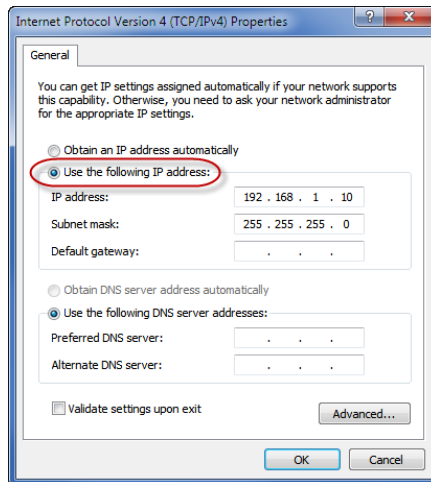 Internet Protocol Version 4 (TCP/IPv4) Properties
?
X
General
You can get IP settings assigned automatically if your network supports
this capability. Otherwise, you need to ask your network administrator
for the appropriate IP settings.
Obtain an IP address automatically
Use the following IP address:
IP address: 192 . 168 . 1 . 10
Subnet mask: 255 . 255 . 255 . 0
Default gateway: . . .
Obtain DNS server address automatically
Use the following DNS server addresses:
Preferred DNS server: . . .
Alternate DNS server: . . .
Validate settings upon exit
Advanced...
OK Cancel